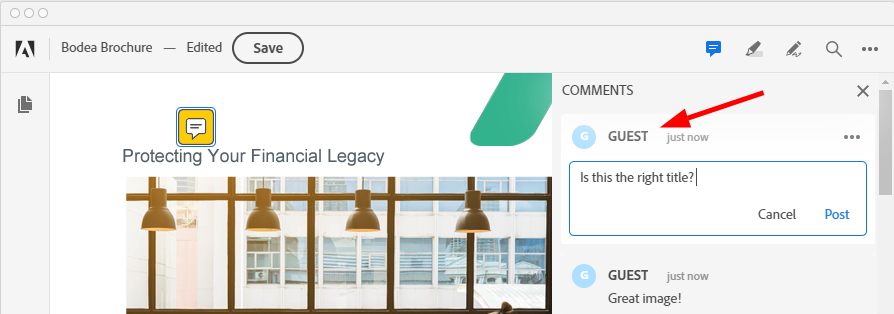 Bodea Brochure — Edited Save
COMMENTS
G GUEST just now
Is this the right title?
Cancel Post
Protecting Your Financial Legacy
G GUEST just now
Great image!